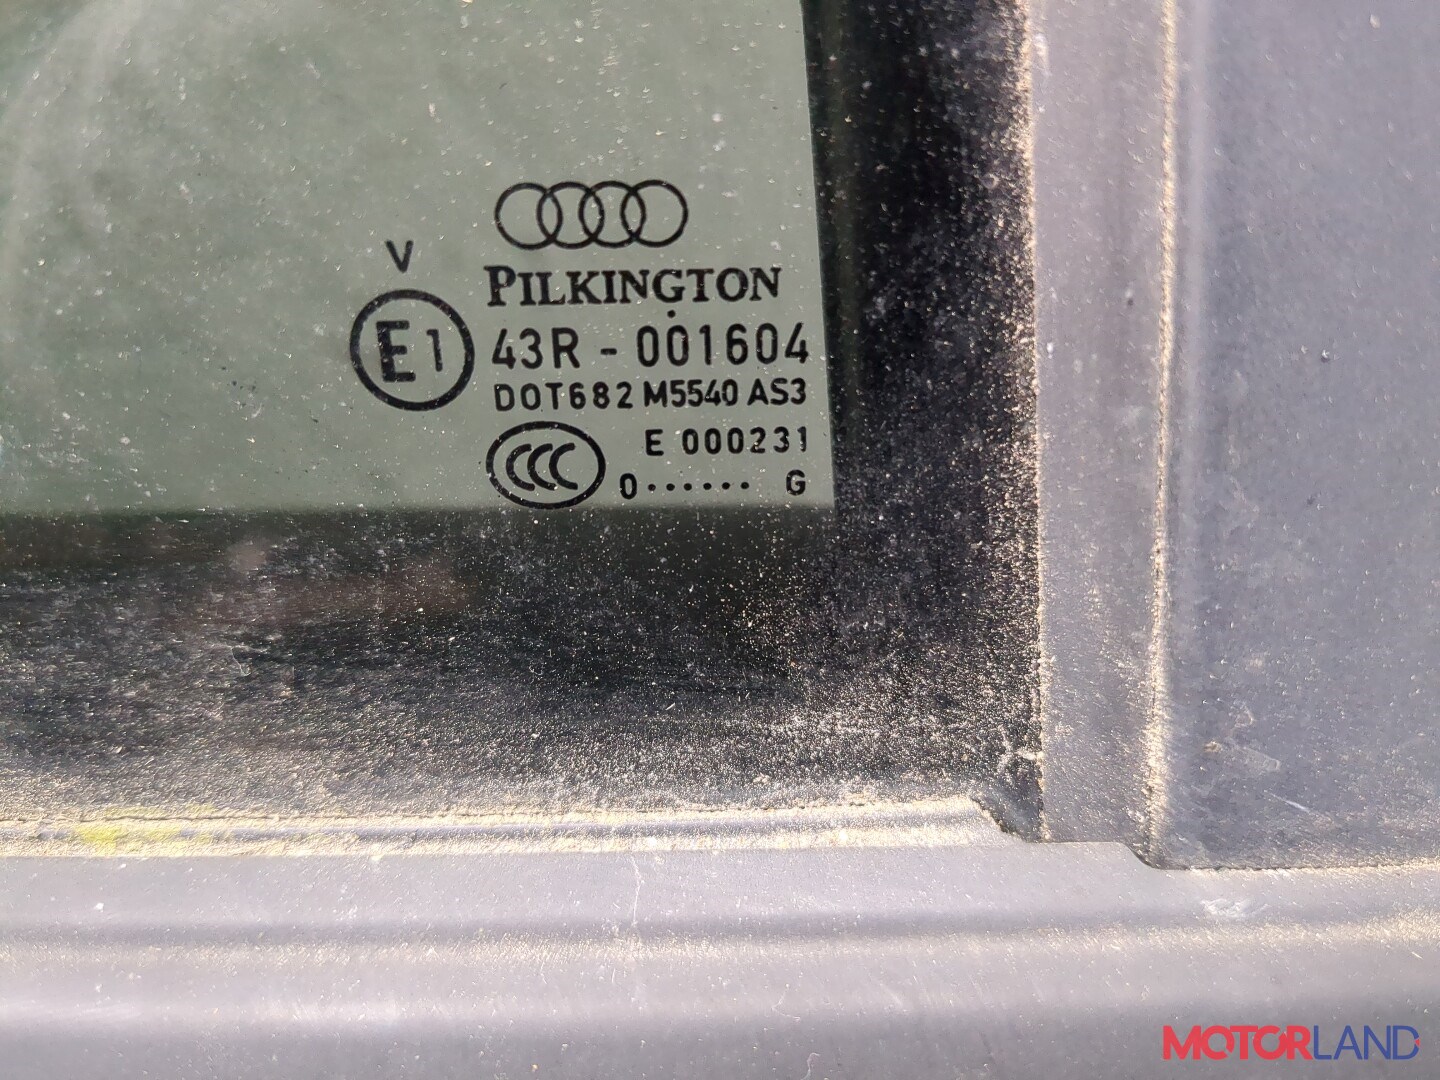 V
PILKINGTON
E1 43R - 001604
DOT682 M5540 AS3
CCC E 000231
0······ G
MOTORLAND